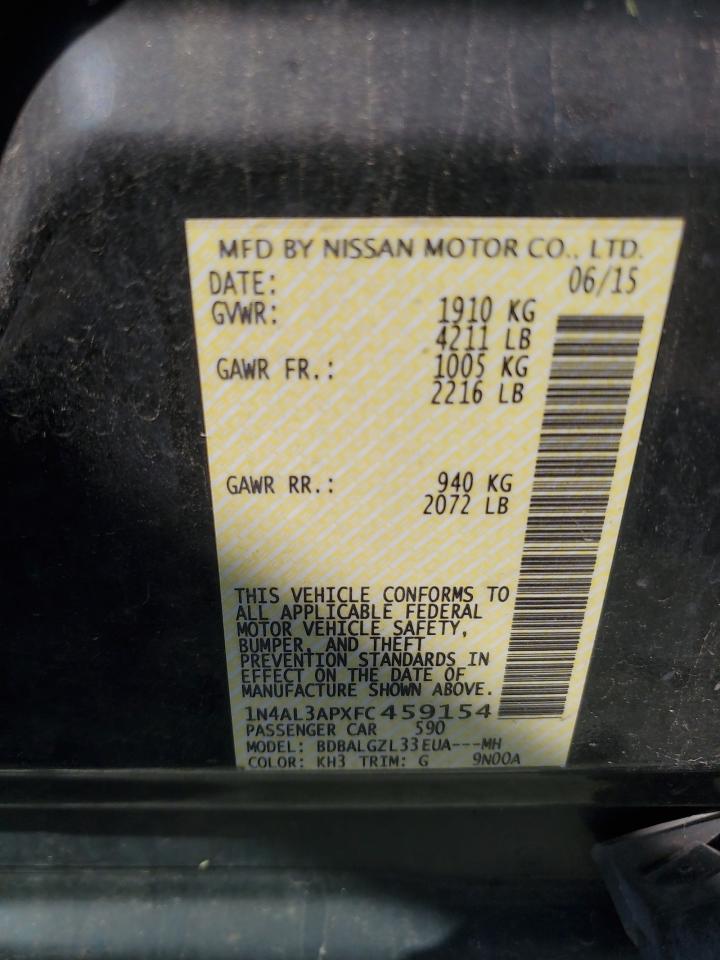 MFD BY NISSAN MOTOR CO., LTD.
DATE: 06/15
GVWR: 1910 KG
4211 LB
GAWR FR.: 1005 KG
2216 LB
GAWR RR.: 940 KG
2072 LB
THIS VEHICLE CONFORMS TO
ALL APPLICABLE FEDERAL
MOTOR VEHICLE SAFETY,
BUMPER, AND THEFT
PREVENTION STANDARDS IN
EFFECT ON THE DATE OF
MANUFACTURE SHOWN ABOVE.
1N4AL3APXFC459154
PASSENGER CAR 590
MODEL: BDBALGZL33EUA---MH
COLOR: KH3 TRIM: G 9N00A